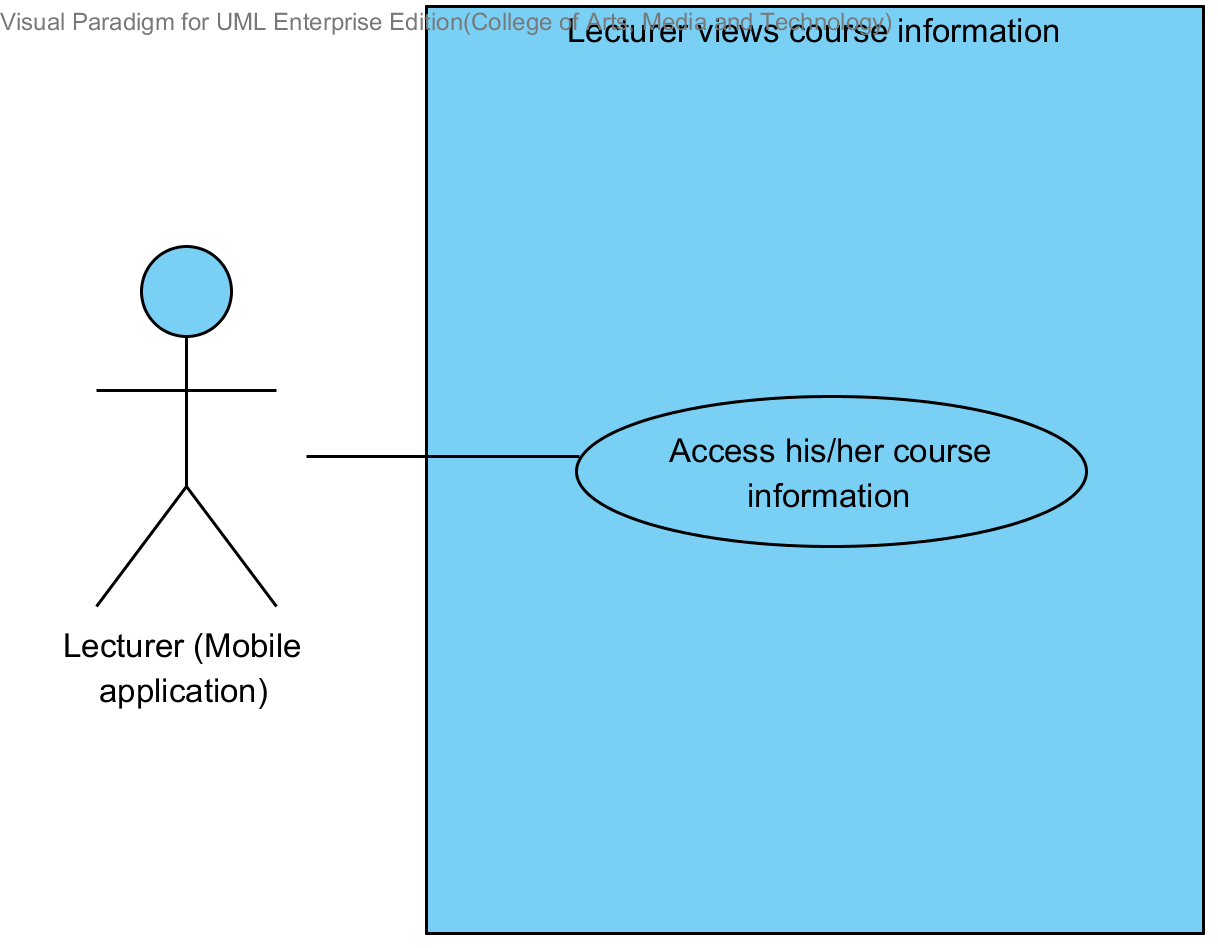 Visual Paradigm for UML Enterprise Edition(College of Arts, Media and Technology)
Lecturer views course information
Access his/her course
information
Lecturer (Mobile
application)